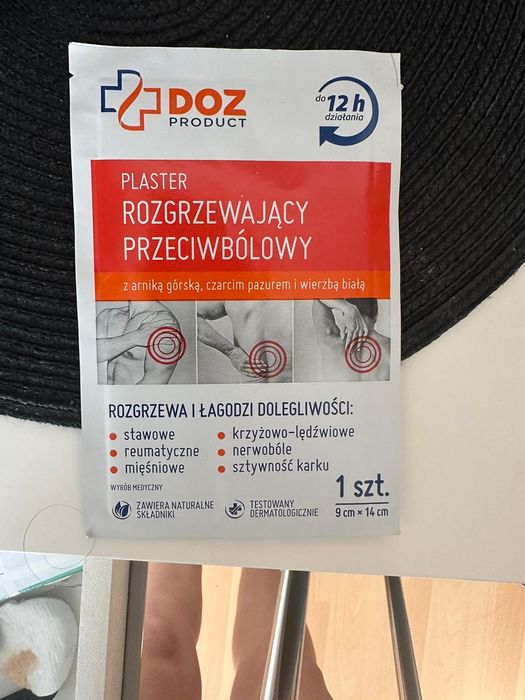 DOZ
PRODUCT
do 12 h
działania
PLASTER
ROZGRZEWAJĄCY
PRZECIWBÓLOWY
z arniką górską, czarcim pazurem i wierzbą białą
ROZGRZEWA I ŁAGODZI DOLEGLIWOŚCI:
• stawowe
• reumatyczne
• mięśniowe
• krzyżowo-lędźwiowe
• nerwobóle
• sztywność karku
WYRÓB MEDYCZNY
ZAWIERA NATURALNE
SKŁADNIKI
TESTOWANY
DERMATOLOGICZNIE
1 szt.
9 cm × 14 cm